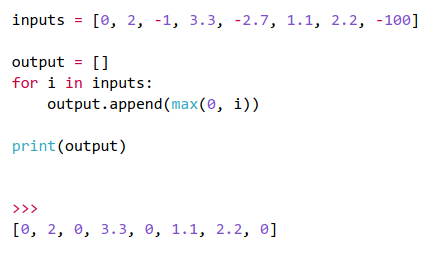 inputs = [0, 2, -1, 3.3, -2.7, 1.1, 2.2, -100]
output = []
for i in inputs:
    output.append(max(0, i))
print(output)
>>>
[0, 2, 0, 3.3, 0, 1.1, 2.2, 0]